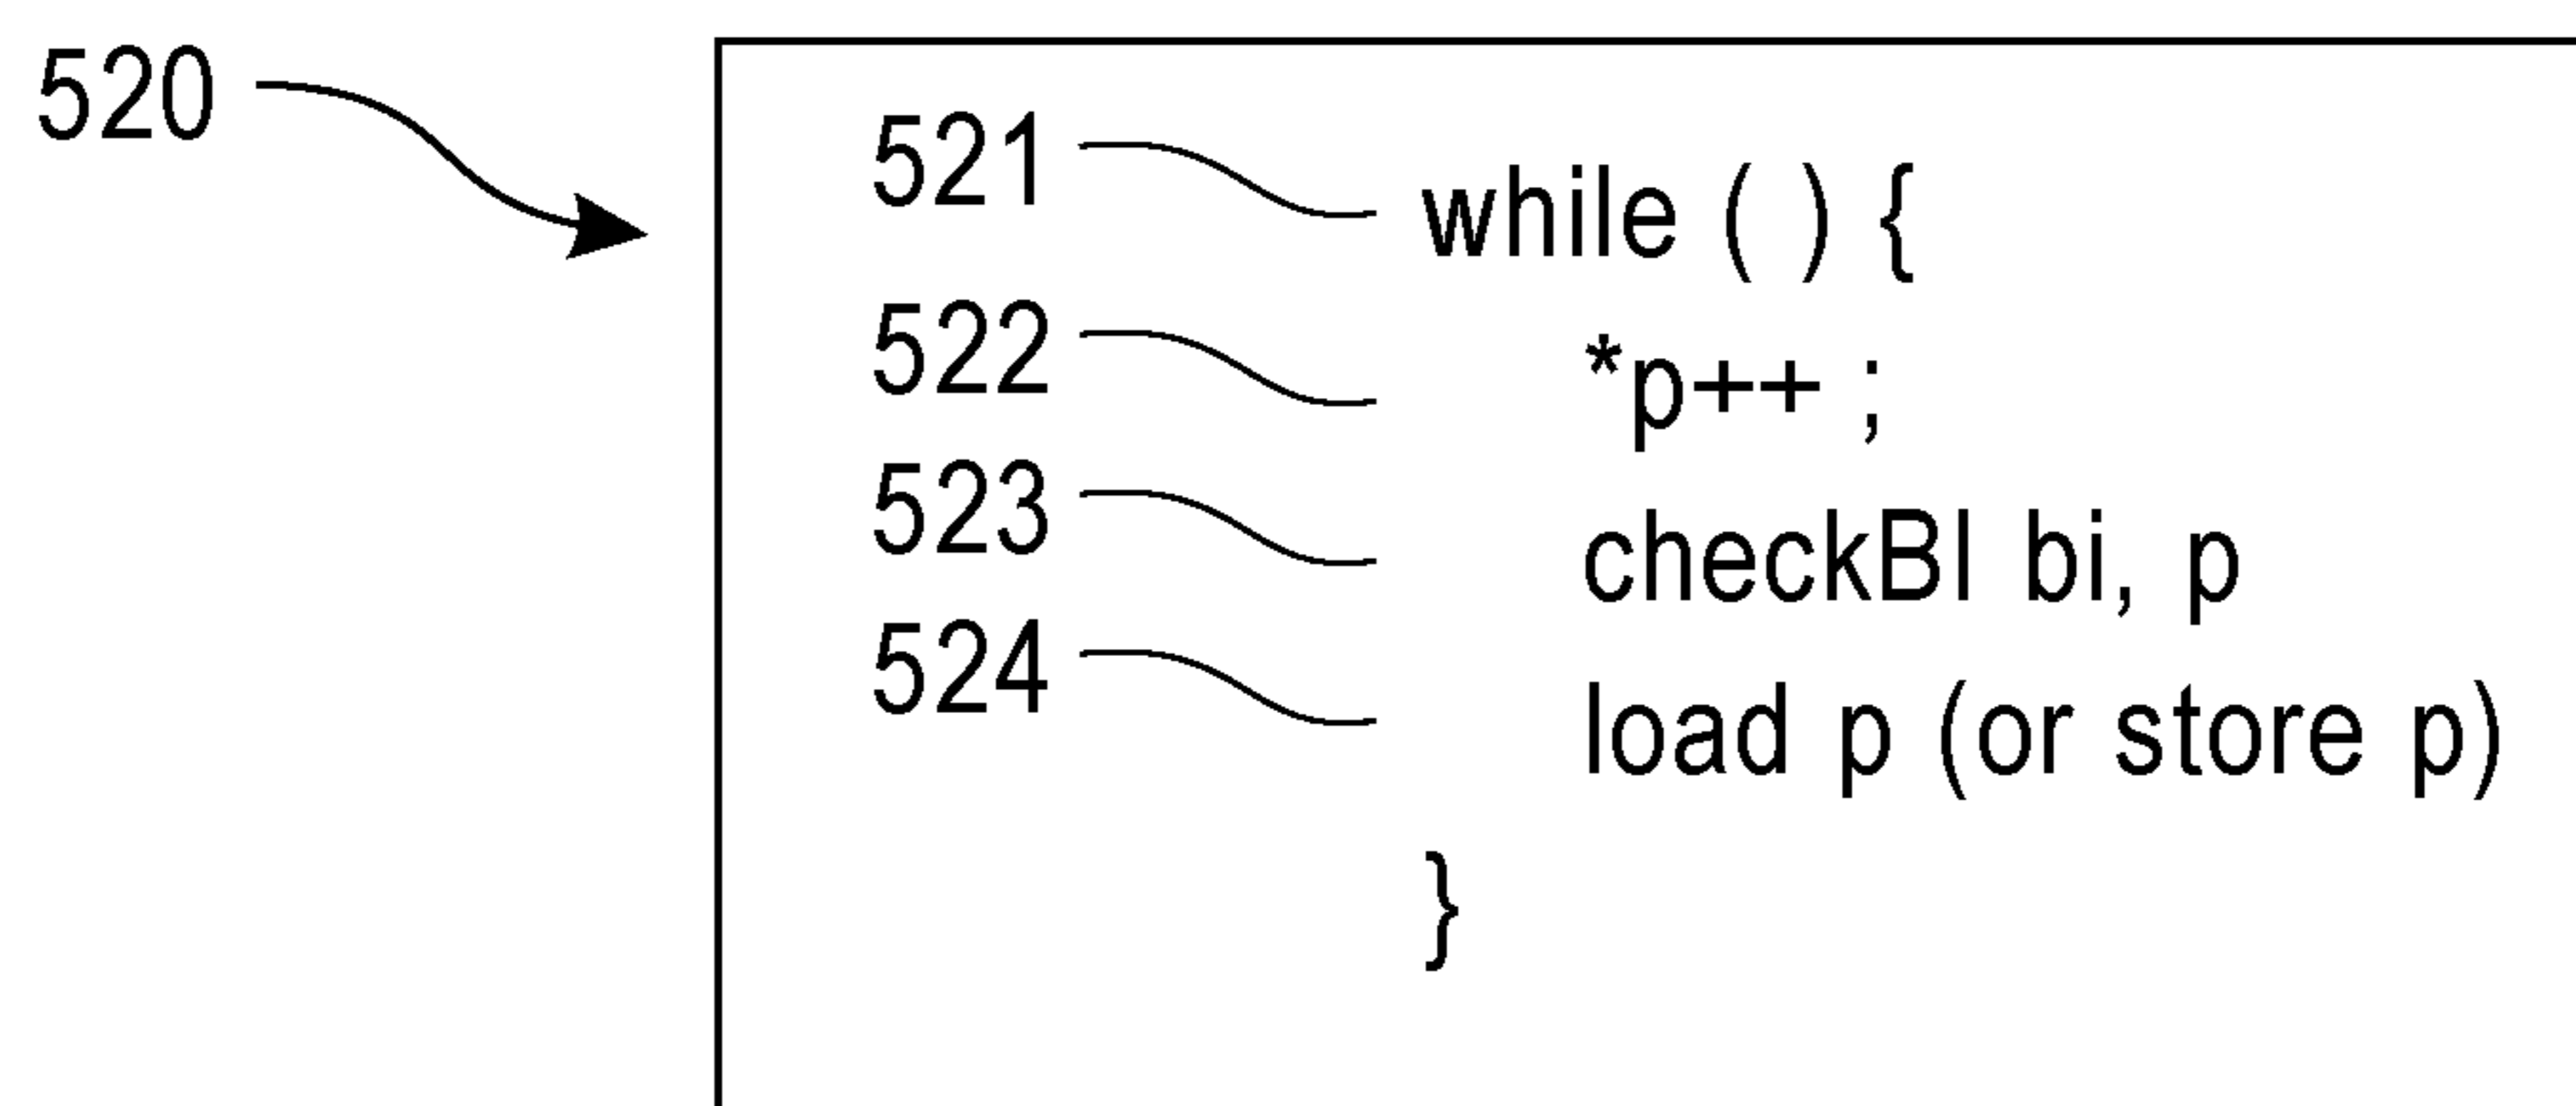 520
521 while ( ) {
522 *p++ ;
523 checkBI bi, p
524 load p (or store p)
}